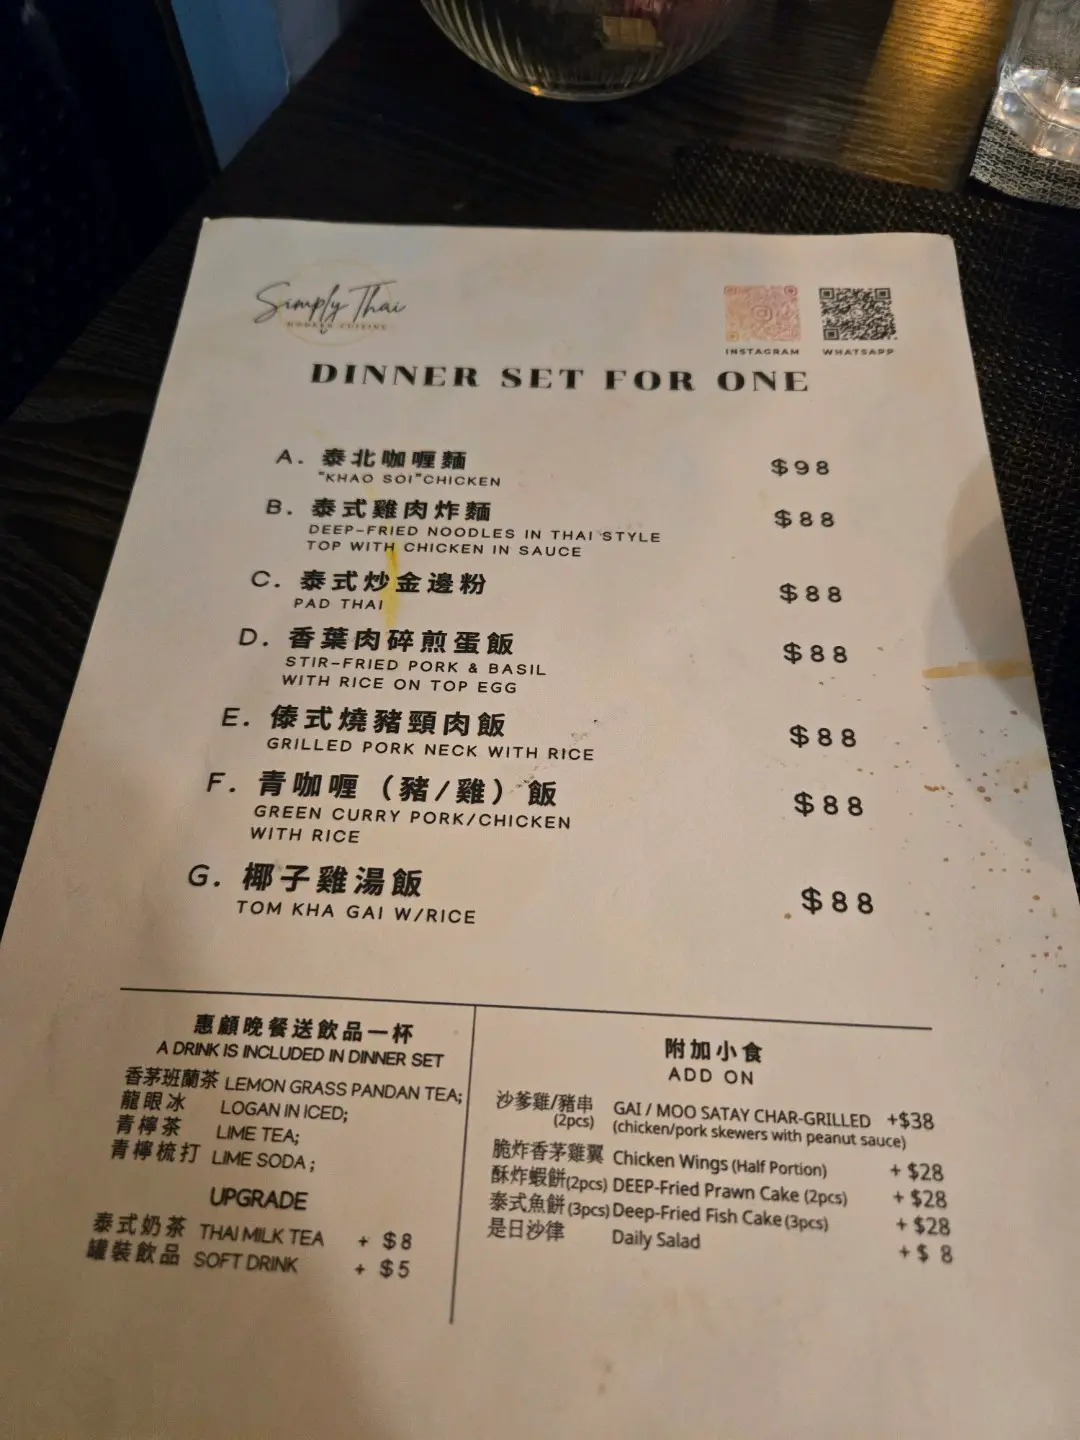 Simply Thai
MODERN CUISINE
INSTAGRAM WHATSAPP
DINNER SET FOR ONE
A. 泰北咖喱麵 $98
"KHAO SOI"CHICKEN
B. 泰式雞肉炸麵 $88
DEEP-FRIED NOODLES IN THAI STYLE
TOP WITH CHICKEN IN SAUCE
C. 泰式炒金邊粉 $88
PAD THAI
D. 香葉肉碎煎蛋飯 $88
STIR-FRIED PORK & BASIL
WITH RICE ON TOP EGG
E. 傣式燒豬頸肉飯 $88
GRILLED PORK NECK WITH RICE
F. 青咖喱（豬/雞）飯 $88
GREEN CURRY PORK/CHICKEN
WITH RICE
G. 椰子雞湯飯 $88
TOM KHA GAI W/RICE
惠顧晚餐送飲品一杯
A DRINK IS INCLUDED IN DINNER SET
香茅班蘭茶 LEMON GRASS PANDAN TEA;
龍眼冰 LOGAN IN ICED;
青檸茶 LIME TEA;
青檸梳打 LIME SODA ;
UPGRADE
泰式奶茶 THAI MILK TEA + $8
罐裝飲品 SOFT DRINK + $5
附加小食
ADD ON
沙爹雞/豬串 GAI / MOO SATAY CHAR-GRILLED +$38
(2pcs) (chicken/pork skewers with peanut sauce)
脆炸香茅雞翼 Chicken Wings (Half Portion) + $28
酥炸蝦餅(2pcs) DEEP-Fried Prawn Cake (2pcs) + $28
泰式魚餅(3pcs) Deep-Fried Fish Cake (3pcs) + $28
是日沙律 Daily Salad + $ 8